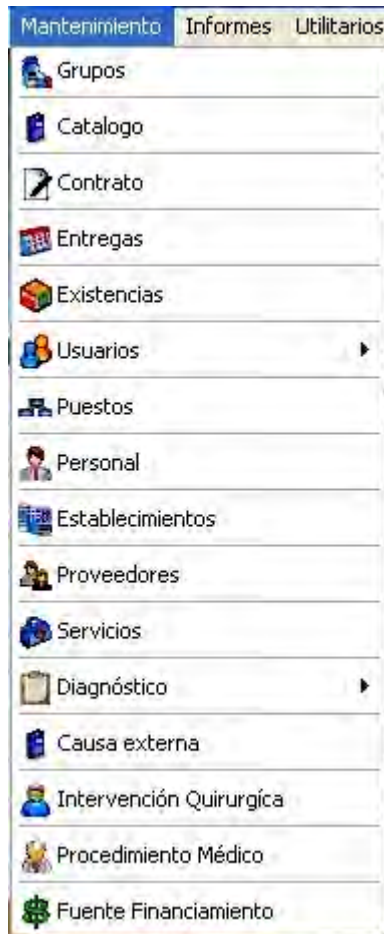 Mantenimiento Informes Utilitarios
Grupos
Catalogo
Contrato
Entregas
Existencias
Usuarios
Puestos
Personal
Establecimientos
Proveedores
Servicios
Diagnóstico
Causa externa
Intervención Quirurgíca
Procedimiento Médico
Fuente Financiamiento